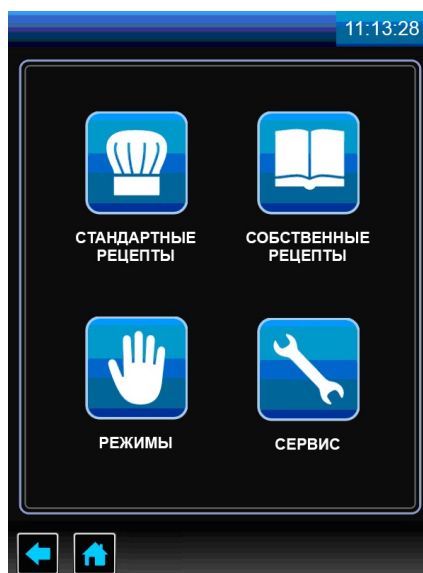 11:13:28
СТАНДАРТНЫЕ
РЕЦЕПТЫ
СОБСТВЕННЫЕ
РЕЦЕПТЫ
РЕЖИМЫ
СЕРВИС